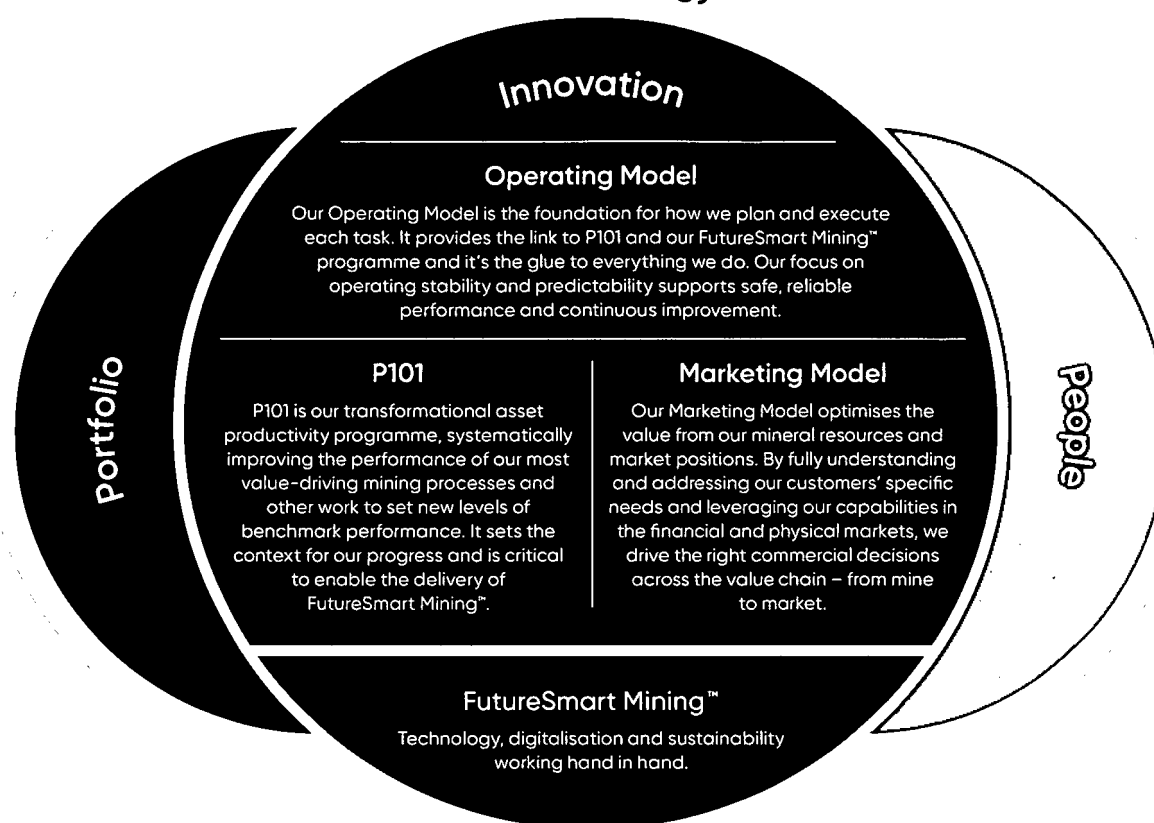 Innovation
Operating Model
Our Operating Model is the foundation for how we plan and execute
each task. It provides the link to P101 and our FutureSmart Mining™
programme and it's the glue to everything we do. Our focus on
operating stability and predictability supports safe, reliable
performance and continuous improvement.
Portfolio
P101
P101 is our transformational asset
productivity programme, systematically
improving the performance of our most
value-driving mining processes and
other work to set new levels of
benchmark performance. It sets the
context for our progress and is critical
to enable the delivery of
FutureSmart Mining™.
Marketing Model
Our Marketing Model optimises the
value from our mineral resources and
market positions. By fully understanding
and addressing our customers' specific
needs and leveraging our capabilities in
the financial and physical markets, we
drive the right commercial decisions
across the value chain – from mine
to market.
People
FutureSmart Mining™
Technology, digitalisation and sustainability
working hand in hand.